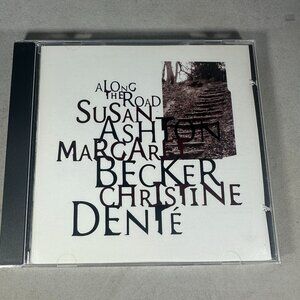 ALONG
THE ROAD
SUSAN
ASHTON
MARGARET
BECKER
CHRISTINE
DENTÉ